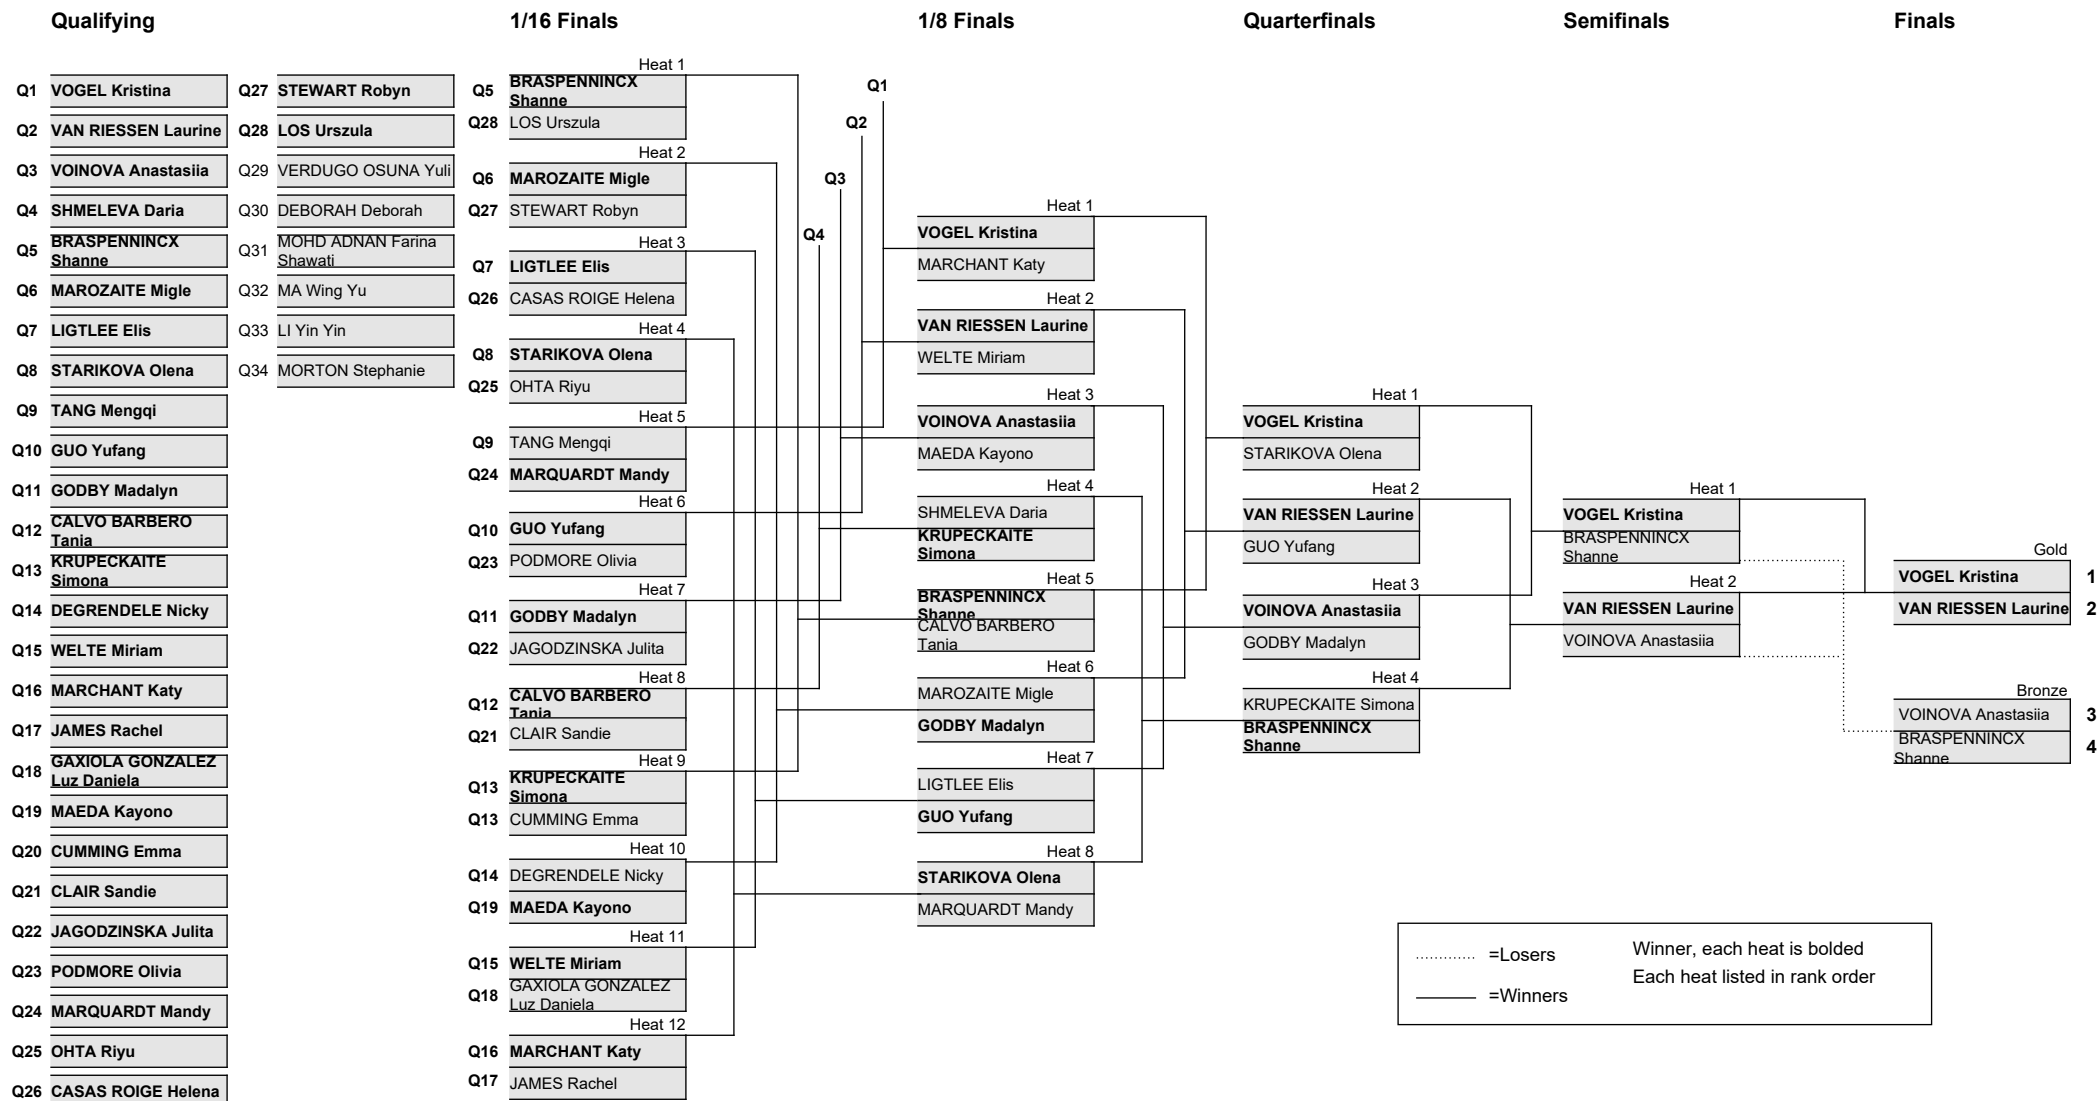 Qualifying
1/16 Finals
1/8 Finals
Quarterfinals
Semifinals
Finals
Q1 VOGEL Kristina
Q2 VAN RIESSEN Laurine
Q3 VOINOVA Anastasiia
Q4 SHMELEVA Daria
Q5 BRASPENNINCX
Shanne
Q6 MAROZAITE Migle
Q7 LIGTLEE Elis
Q8 STARIKOVA Olena
Q9 TANG Mengqi
Q10 GUO Yufang
Q11 GODBY Madalyn
Q12 CALVO BARBERO
Tania
Q13 KRUPECKAITE
Simona
Q14 DEGRENDELE Nicky
Q15 WELTE Miriam
Q16 MARCHANT Katy
Q17 JAMES Rachel
Q18 GAXIOLA GONZALEZ
Luz Daniela
Q19 MAEDA Kayono
Q20 CUMMING Emma
Q21 CLAIR Sandie
Q22 JAGODZINSKA Julita
Q23 PODMORE Olivia
Q24 MARQUARDT Mandy
Q25 OHTA Riyu
Q26 CASAS ROIGE Helena
Q27 STEWART Robyn
Q28 LOS Urszula
Q29 VERDUGO OSUNA Yuli
Q30 DEBORAH Deborah
Q31 MOHD ADNAN Farina
Shawati
Q32 MA Wing Yu
Q33 LI Yin Yin
Q34 MORTON Stephanie
Heat 1
Q5 BRASPENNINCX
Shanne
Q28 LOS Urszula
Heat 2
Q6 MAROZAITE Migle
Q27 STEWART Robyn
Heat 3
Q7 LIGTLEE Elis
Q26 CASAS ROIGE Helena
Heat 4
Q8 STARIKOVA Olena
Q25 OHTA Riyu
Heat 5
Q9 TANG Mengqi
Q24 MARQUARDT Mandy
Heat 6
Q10 GUO Yufang
Q23 PODMORE Olivia
Heat 7
Q11 GODBY Madalyn
Q22 JAGODZINSKA Julita
Heat 8
Q12 CALVO BARBERO
Tania
Q21 CLAIR Sandie
Heat 9
Q13 KRUPECKAITE
Simona
Q13 CUMMING Emma
Heat 10
Q14 DEGRENDELE Nicky
Q19 MAEDA Kayono
Heat 11
Q15 WELTE Miriam
Q18 GAXIOLA GONZALEZ
Luz Daniela
Heat 12
Q16 MARCHANT Katy
Q17 JAMES Rachel
Q1
Q2
Q3
Q4
Heat 1
VOGEL Kristina
MARCHANT Katy
Heat 2
VAN RIESSEN Laurine
WELTE Miriam
Heat 3
VOINOVA Anastasiia
MAEDA Kayono
Heat 4
SHMELEVA Daria
KRUPECKAITE
Simona
Heat 5
BRASPENNINCX
Shanne
CALVO BARBERO
Tania
Heat 6
MAROZAITE Migle
GODBY Madalyn
Heat 7
LIGTLEE Elis
GUO Yufang
Heat 8
STARIKOVA Olena
MARQUARDT Mandy
Heat 1
VOGEL Kristina
STARIKOVA Olena
Heat 2
VAN RIESSEN Laurine
GUO Yufang
Heat 3
VOINOVA Anastasiia
GODBY Madalyn
Heat 4
KRUPECKAITE Simona
BRASPENNINCX
Shanne
Heat 1
VOGEL Kristina
BRASPENNINCX
Shanne
Heat 2
VAN RIESSEN Laurine
VOINOVA Anastasiia
Gold
VOGEL Kristina 1
VAN RIESSEN Laurine 2
Bronze
VOINOVA Anastasiia 3
BRASPENNINCX
Shanne 4
=Losers
=Winners
Winner, each heat is bolded
Each heat listed in rank order